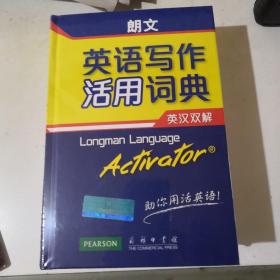 朗文
英语写作
活用词典
英汉双解
Longman Language
Activator®
助你用活英语！
PEARSON
商务印书馆
THE COMMERCIAL PRESS